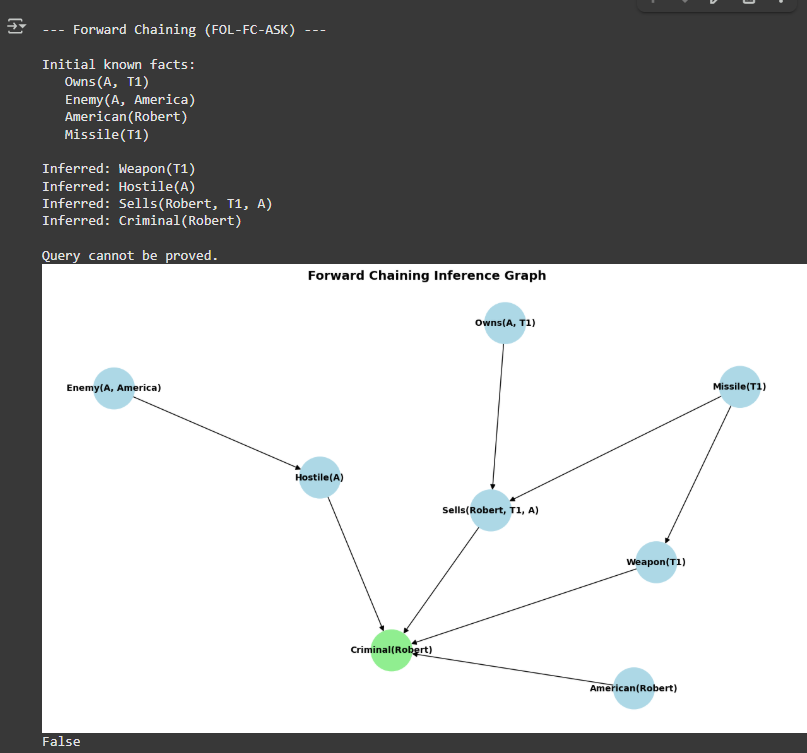 --- Forward Chaining (FOL-FC-ASK) ---
Initial known facts:
Owns(A, T1)
Enemy(A, America)
American(Robert)
Missile(T1)
Inferred: Weapon(T1)
Inferred: Hostile(A)
Inferred: Sells(Robert, T1, A)
Inferred: Criminal(Robert)
Query cannot be proved.
Forward Chaining Inference Graph
Owns(A, T1)
Enemy(A, America)
Missile(T1)
Hostile(A)
Sells(Robert, T1, A)
Weapon(T1)
Criminal(Robert)
American(Robert)
False